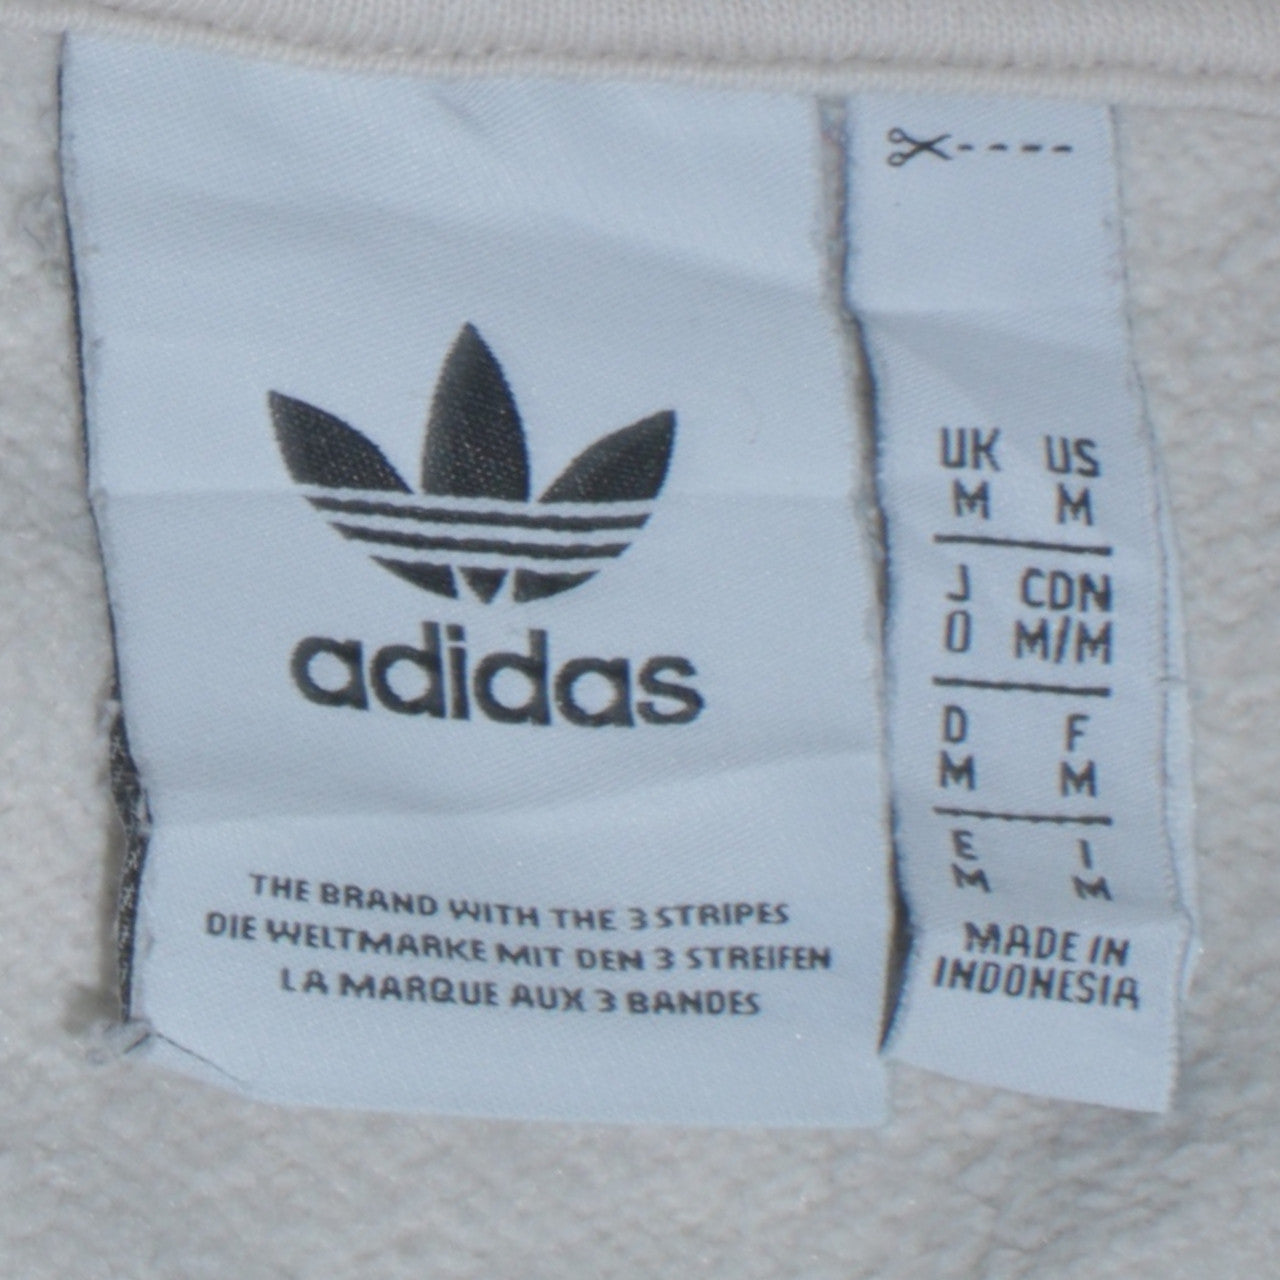 adidas
THE BRAND WITH THE 3 STRIPES
DIE WELTMARKE MIT DEN 3 STREIFEN
LA MARQUE AUX 3 BANDES
UK US
M M
J CDN
O M/M
D F
M M
E I
M M
MADE IN
INDONESIA